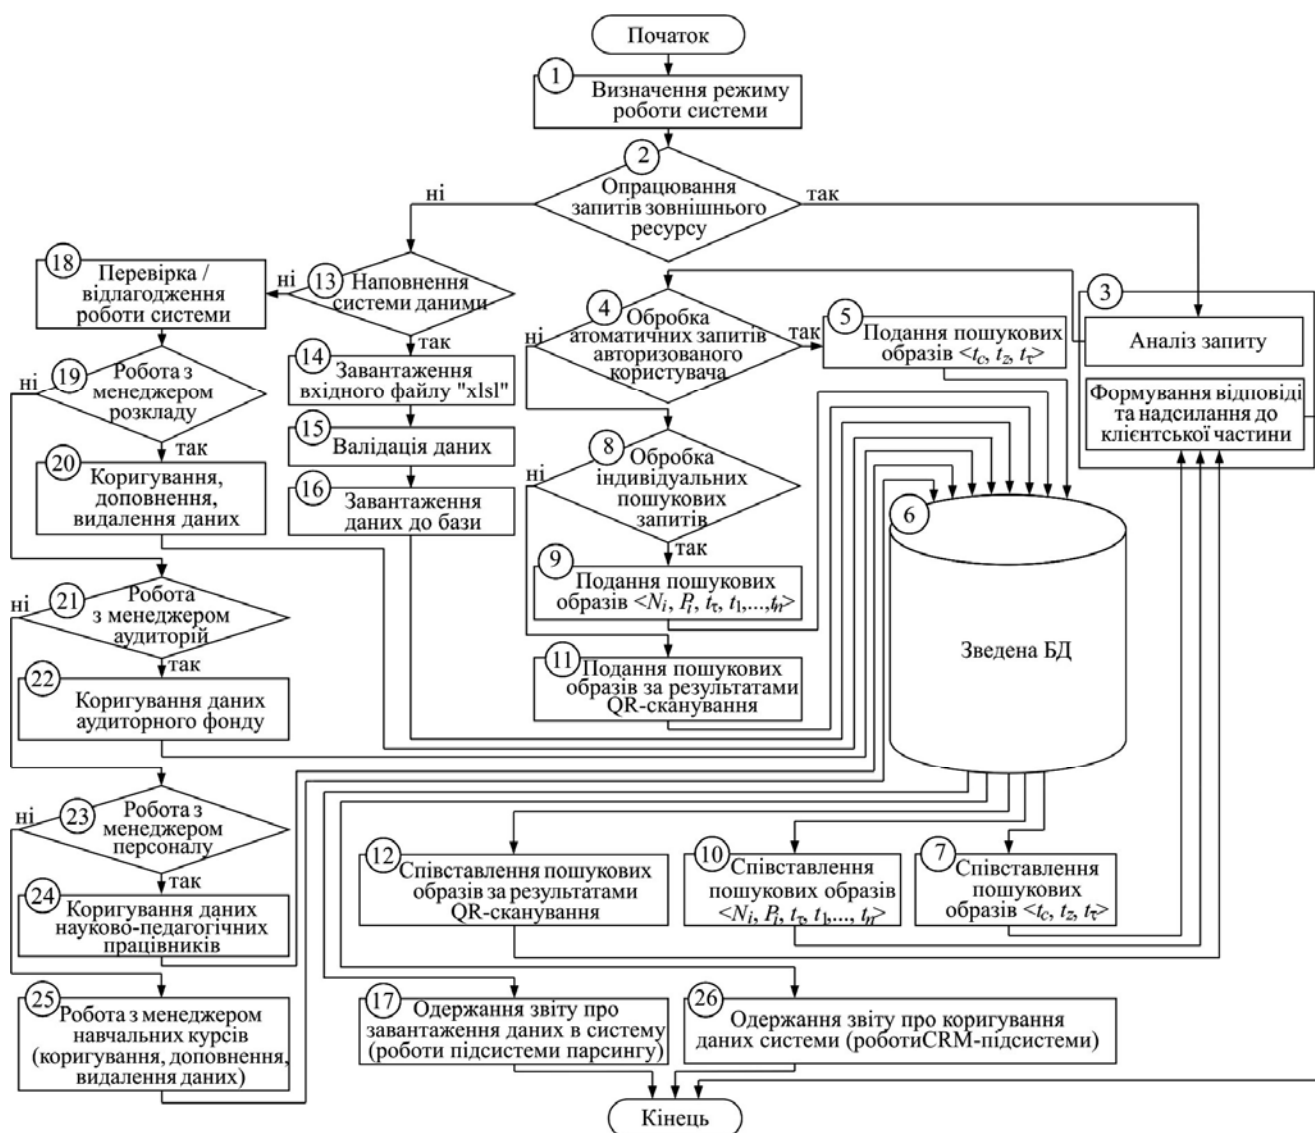 Початок
1
Визначення режиму
роботи системи
2
Опрацювання
запитів зовнішнього
ресурсу
ні
так
18
Перевірка /
відлагодження
роботи системи
ні
13
Наповнення
системи даними
так
4
Обробка
атоматичних запитів
авторизованого
користувача
ні
так
5
Подання пошукових
образів <tc, tz, tτ>
3
Аналіз запиту
Формування відповіді
та надсилання до
клієнтської частини
19
Робота з
менеджером
розкладу
ні
так
14
Завантаження
вхідного файлу "xlsl"
15
Валідація даних
16
Завантаження
даних до бази
8
Обробка
індивідуальних
пошукових
запитів
ні
так
20
Коригування,
доповнення,
видалення даних
6
Зведена БД
9
Подання пошукових
образів <Ni, Pi, tτ, t1,...,tn>
21
Робота
з менеджером
аудиторій
ні
так
11
Подання пошукових
образів за результатами
QR-сканування
22
Коригування даних
аудиторного фонду
23
Робота з
менеджером
персоналу
ні
так
12
Співставлення пошукових
образів за результатами
QR-сканування
10
Співставлення
пошукових образів
<Ni, Pi, tτ, t1,..., tn>
7
Співставлення
пошукових
образів <tc, tz, tτ>
24
Коригування даних
науково-педагогічних
працівників
25
Робота з менеджером
навчальних курсів
(коригування, доповнення,
видалення даних)
17
Одержання звіту про
завантаження даних в систему
(роботи підсистеми парсингу)
26
Одержання звіту про коригування
даних системи (роботиCRM-підсистеми)
Кінець